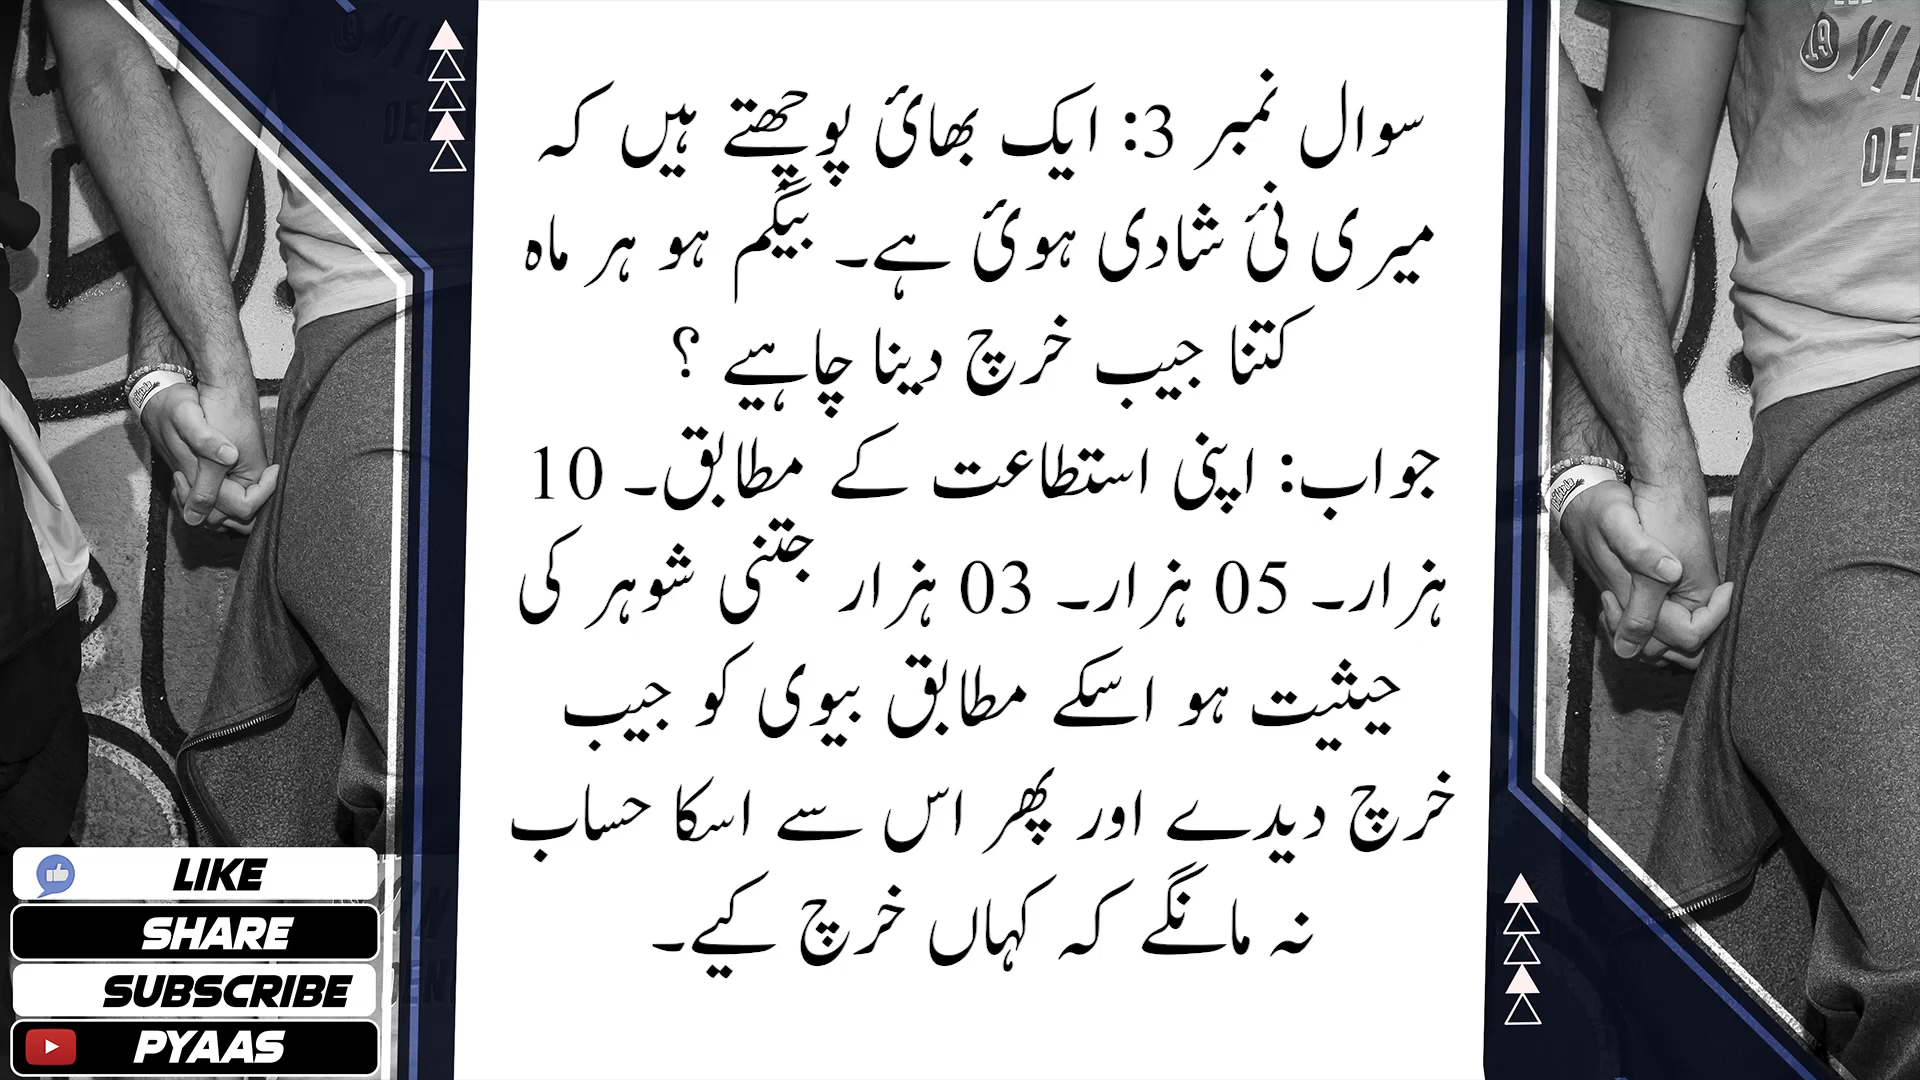 سوال نمبر 3: ایک بھائ پوچھتے ہیں کہ
میری نئ شادی ہوئ ہے۔ بیگم ہو ہر ماہ
کتنا جیب خرچ دینا چاہیے ؟
جواب: اپنی استطاعت کے مطابق۔ 10
ہزار۔ 05 ہزار۔ 03 ہزار جتنی شوہر کی
حیثیت ہو اسکے مطابق بیوی کو جیب
خرچ دیدے اور پھر اس سے اسکا حساب
نہ مانگے کہ کہاں خرچ کیے۔
LIKE
SHARE
SUBSCRIBE
PYAAS